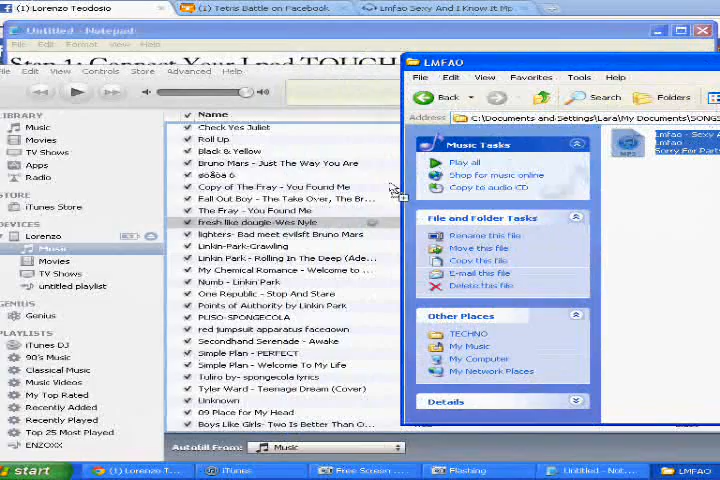 (1) Lorenzo Teodosio
(1) Tetris Battle on Facebook
Lmfao Sexy And I Know It Mp
Untitled - Notepad
File Edit Format View Help
Step 1: Connect Your Ipod TOUCH
Edit View Controls Store Advanced Help
LIBRARY
Music
Movies
TV Shows
Apps
Radio
STORE
iTunes Store
DEVICES
Lorenzo
Music
Movies
TV Shows
untitled playlist
GENIUS
Genius
PLAYLISTS
iTunes DJ
90's Music
Classical Music
Music Videos
My Top Rated
Recently Added
Recently Played
Top 25 Most Played
ENZOXX
Name
Check Yes Juliet
Roll Up
Black & Yellow
Bruno Mars - Just The Way You Are
Copy of The Fray - You Found Me
Fall Out Boy - The Take Over, The Br...
The Fray - You Found Me
fresh like dougie-Wes Nyle
lighters- Bad meet evilsft Bruno Mars
Linkin-Park-Crawling
Linkin Park - Rolling In The Deep (Ade...
My Chemical Romance - Welcome to ...
Numb - Linkin Park
One Republic - Stop And Stare
Points of Authority by Linkin Park
PUSO-SPONGECOLA
red jumpsuit apparatus facedown
Secondhand Serenade - Awake
Simple Plan - PERFECT
Simple Plan - Welcome To My Life
Tuliro by- spongecola lyrics
Tyler Ward - Teenage Dream (Cover)
Unknown
09 Place for My Head
Boys Like Girls- Two Is Better Than O...
Autofill From: Music
LMFAO
File Edit View Favorites Tools Help
Back Search Folders
Address C:\Documents and Settings\Lara\My Documents\SONGS
Music Tasks
Play all
Shop for music online
Copy to audio CD
File and Folder Tasks
Rename this file
Move this file
Copy this file
E-mail this file
Delete this file
Other Places
TECHNO
My Music
My Computer
My Network Places
Details
MP3
Lmfao - Sexy A
Lmfao
Sorry For Part
start
(1) Lorenzo T...
iTunes
Free Screen ...
Flashing
Untitled - Not...
LMFAO